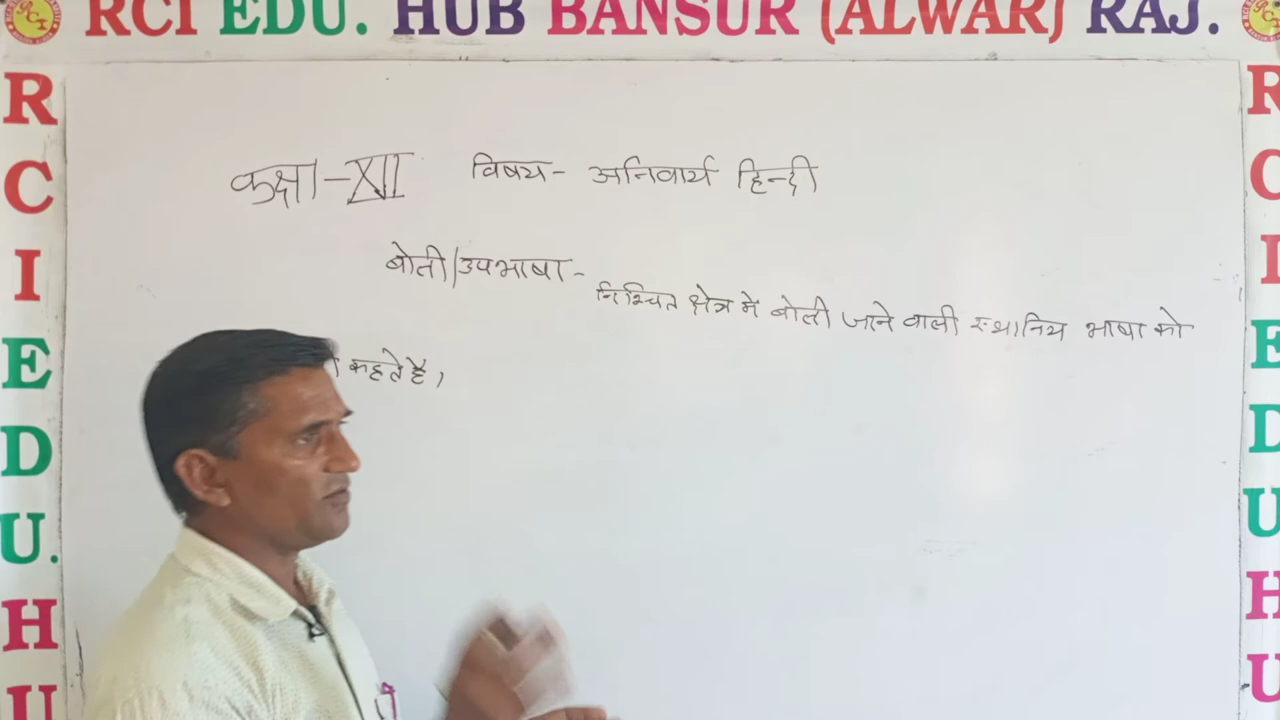 RCI EDU. HUB BANSUR (ALWAR) RAJ.
R
C
I
E
D
U.
H
U
कक्षा-XII विषय- अनिवार्य हिन्दी
बोली/उपभाषा-
निश्चित क्षेत्र मे बोली जाने वाली स्थानिय भाषा को
कहते है,
R
C
I
E
D
U
H
U